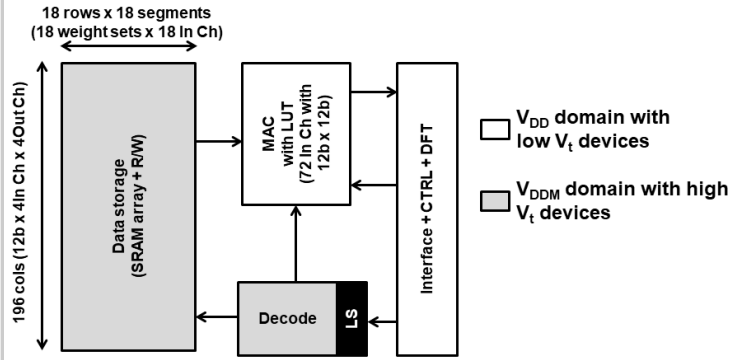 18 rows x 18 segments
(18 weight sets x 18 In Ch)
196 cols (12b x 4In Ch x 4Out Ch)
Data storage
(SRAM array + R/W)
MAC
with LUT
(72 In Ch with
12b x 12b)
Interface + CTRL + DFT
Decode
LS
VDD domain with
low Vt devices
VDDM domain with high
Vt devices